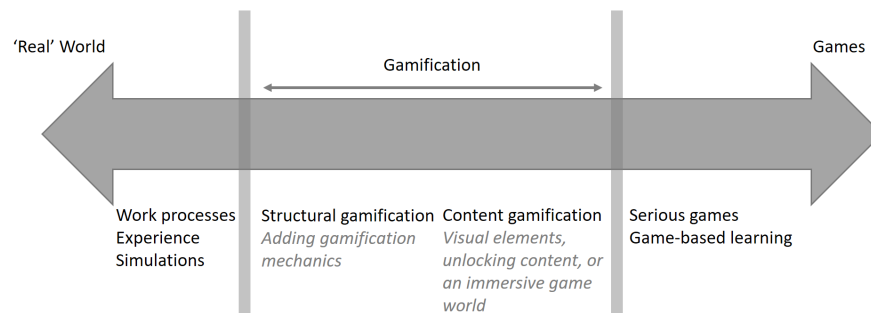 ‘Real’ World
Games
Gamification
Work processes
Experience
Simulations
Structural gamification
Adding gamification
mechanics
Content gamification
Visual elements,
unlocking content, or
an immersive game
world
Serious games
Game-based learning